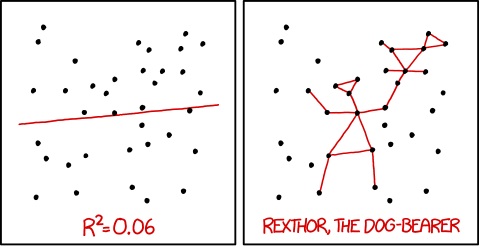 R²=0.06
REXTHOR, THE DOG-BEARER